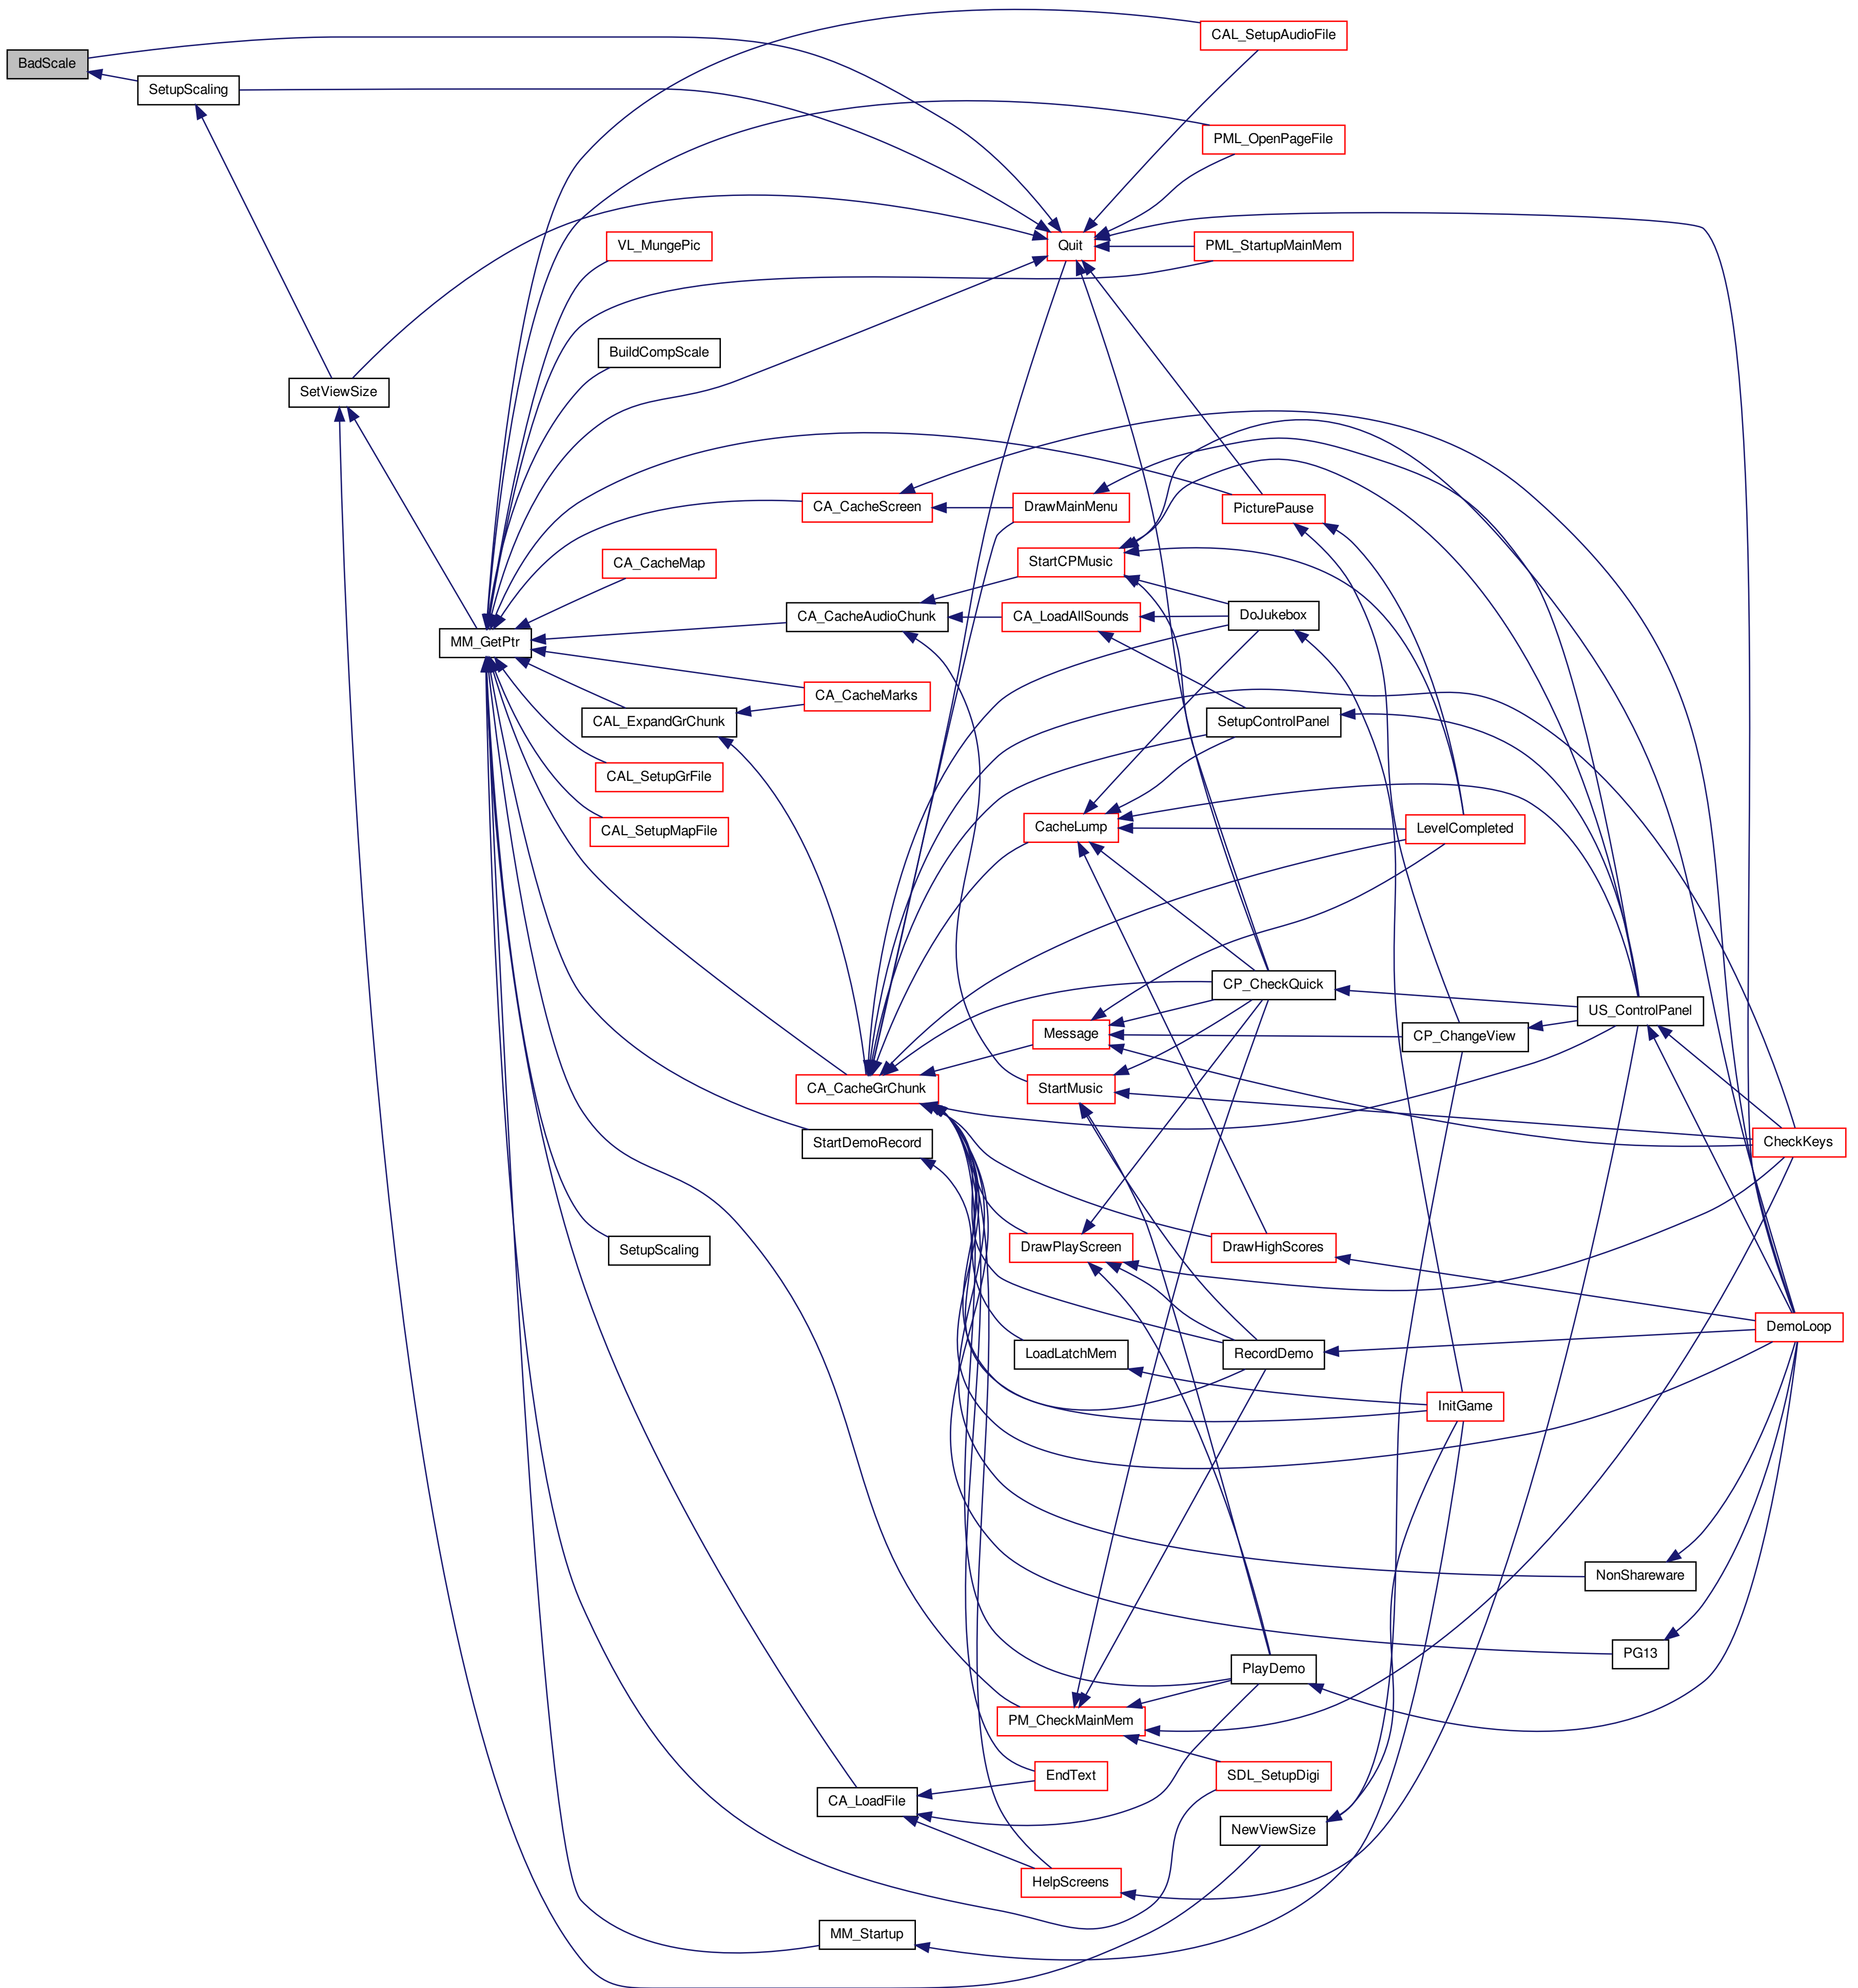 BadScale
SetupScaling
SetViewSize
MM_GetPtr
VL_MungePic
BuildCompScale
CA_CacheMap
CAL_ExpandGrChunk
CAL_SetupGrFile
CAL_SetupMapFile
SetupScaling
CA_CacheScreen
CA_CacheAudioChunk
CA_CacheMarks
CA_CacheGrChunk
StartDemoRecord
CA_LoadFile
MM_Startup
Quit
DrawMainMenu
StartCPMusic
CA_LoadAllSounds
CacheLump
Message
StartMusic
DrawPlayScreen
LoadLatchMem
PM_CheckMainMem
EndText
HelpScreens
CAL_SetupAudioFile
PML_OpenPageFile
PML_StartupMainMem
PicturePause
DoJukebox
SetupControlPanel
CP_CheckQuick
DrawHighScores
RecordDemo
PlayDemo
SDL_SetupDigi
NewViewSize
LevelCompleted
CP_ChangeView
InitGame
US_ControlPanel
NonShareware
PG13
CheckKeys
DemoLoop